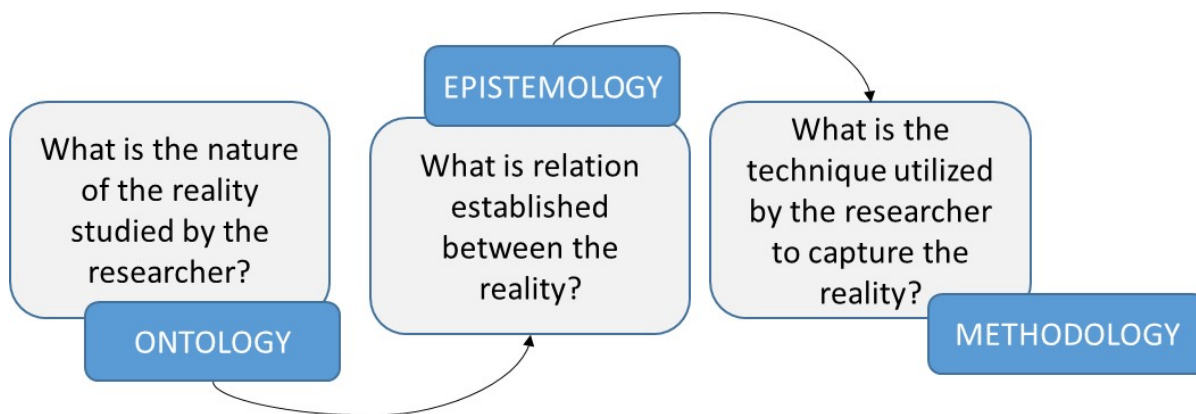 What is the nature
of the reality
studied by the
researcher?
ONTOLOGY
EPISTEMOLOGY
What is relation
established
between the
reality?
What is the
technique utilized
by the researcher
to capture the
reality?
METHODOLOGY